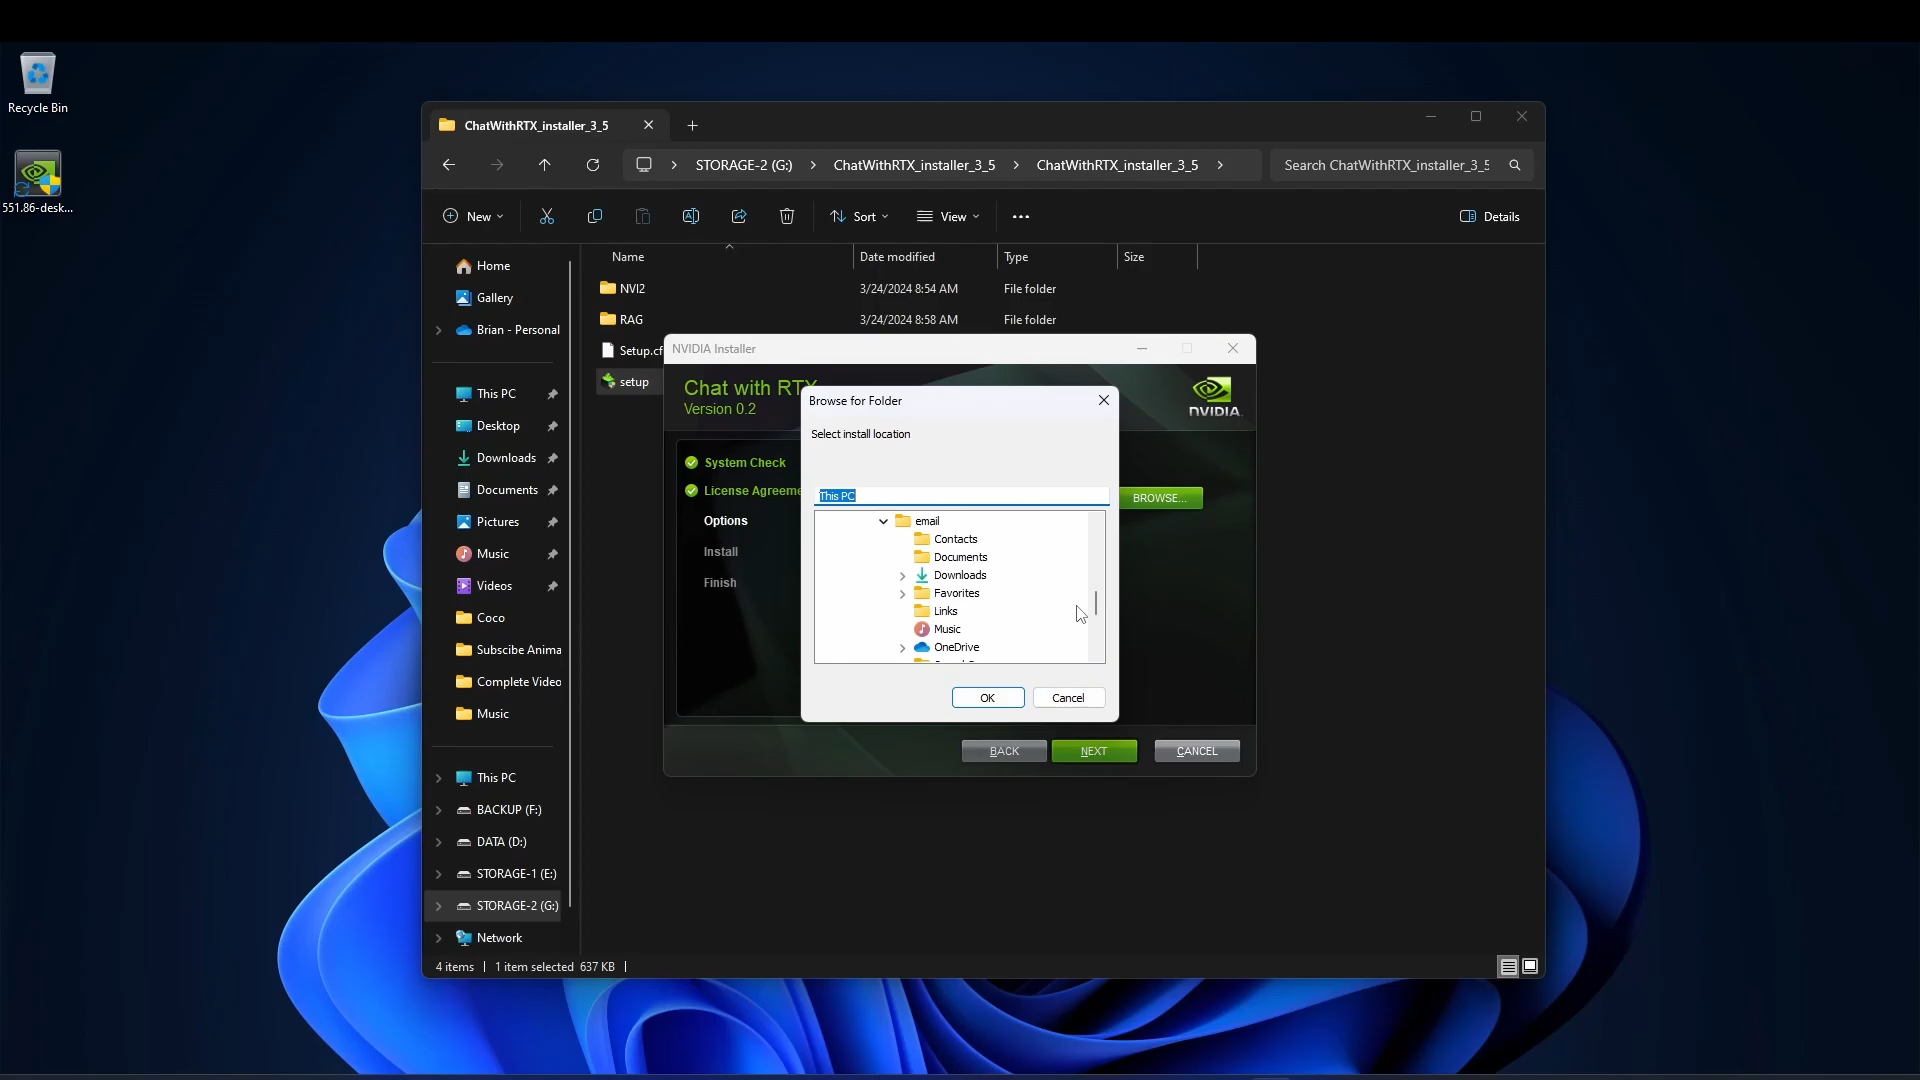 Recycle Bin
551.86-desk...
ChatWithRTX_installer_3_5
STORAGE-2 (G:) ChatWithRTX_installer_3_5 ChatWithRTX_installer_3_5
Search ChatWithRTX_installer_3_5
New Sort View Details
Name Date modified Type Size
NVI2 3/24/2024 8:54 AM File folder
RAG 3/24/2024 8:58 AM File folder
Setup.cf
setup
Home
Gallery
Brian - Personal
This PC
Desktop
Downloads
Documents
Pictures
Music
Videos
Coco
Subscibe Anima
Complete Video
Music
This PC
BACKUP (F:)
DATA (D:)
STORAGE-1 (E:)
STORAGE-2 (G:)
Network
4 items 1 item selected 637 KB
NVIDIA Installer
Chat with RTX
Version 0.2
NVIDIA
System Check
License Agreeme
Options
Install
Finish
BROWSE...
BACK NEXT CANCEL
Browse for Folder
Select install location
This PC
email
Contacts
Documents
Downloads
Favorites
Links
Music
OneDrive
OK Cancel